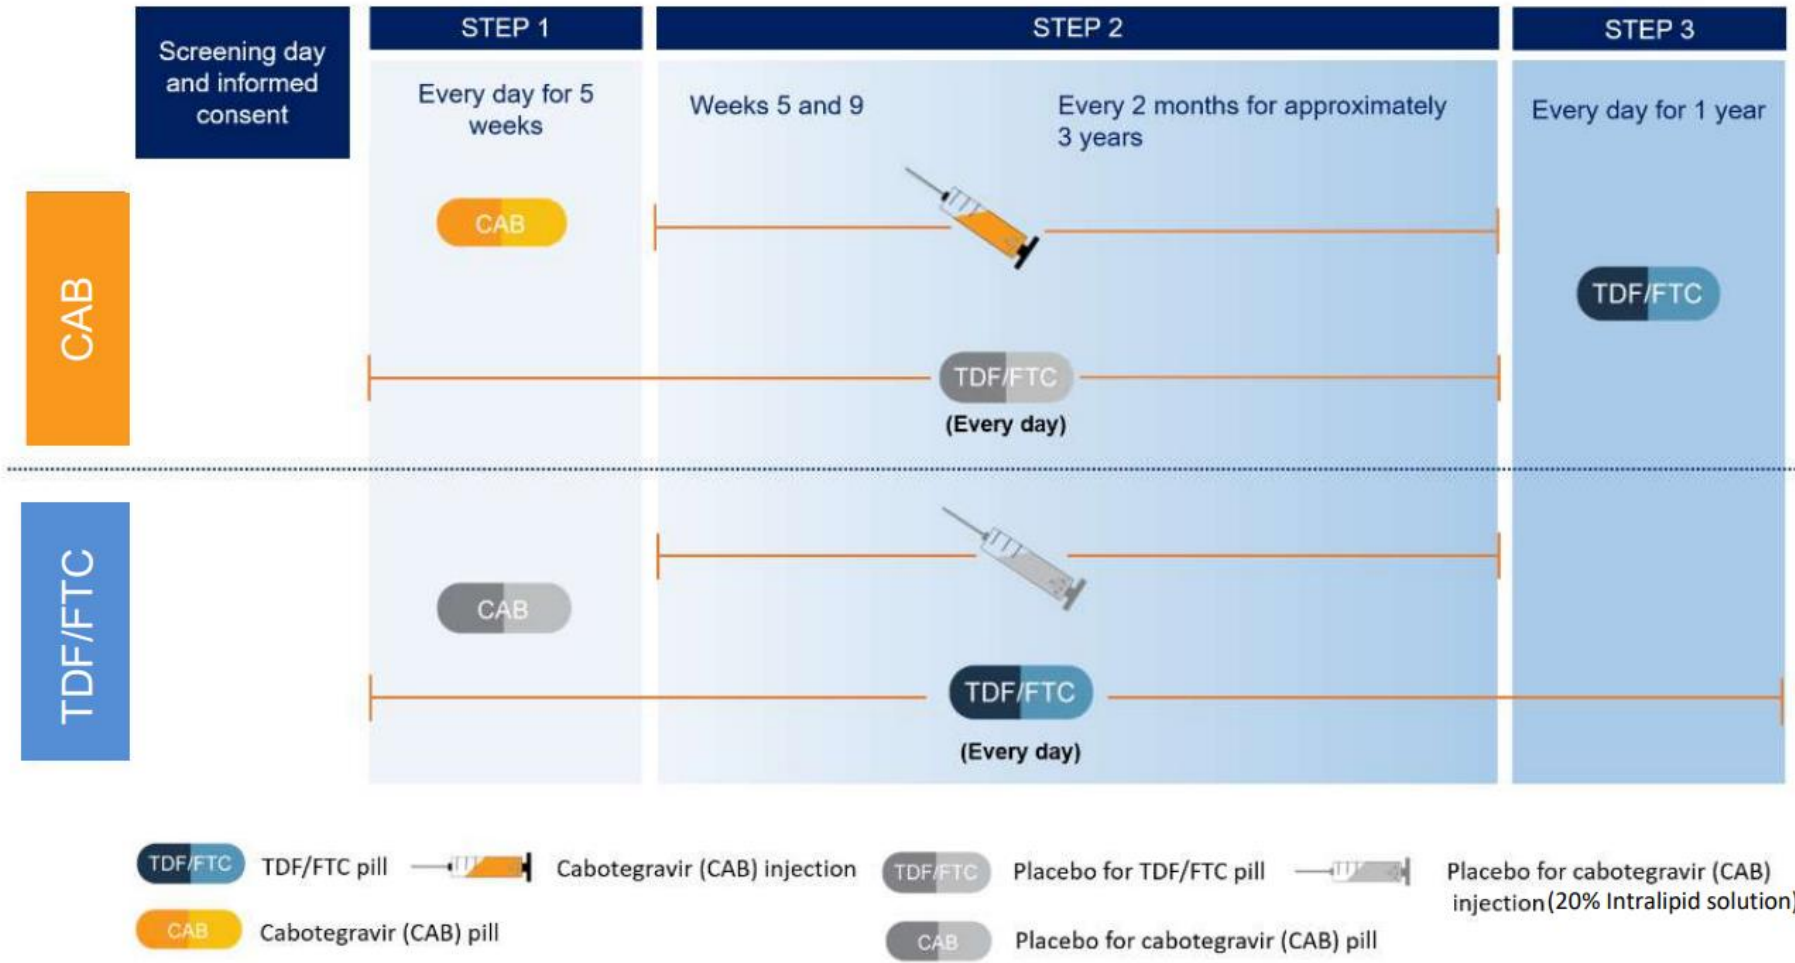 STEP 1
STEP 2
STEP 3
Screening day
and informed
consent
Every day for 5
weeks
Weeks 5 and 9
Every 2 months for approximately
3 years
Every day for 1 year
CAB
CAB
TDF/FTC
TDF/FTC
(Every day)
TDF/FTC
CAB
TDF/FTC
(Every day)
TDF/FTC
TDF/FTC pill
Cabotegravir (CAB) injection
TDF/FTC
Placebo for TDF/FTC pill
Placebo for cabotegravir (CAB)
injection (20% Intralipid solution)
CAB
Cabotegravir (CAB) pill
CAB
Placebo for cabotegravir (CAB) pill